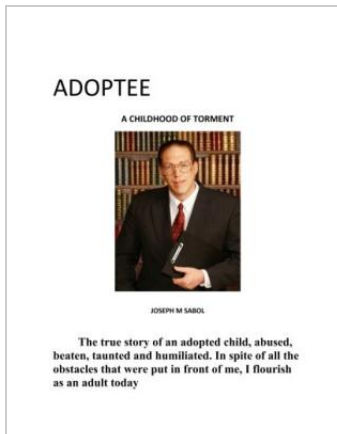 ADOPTEE
A CHILDHOOD OF TORMENT
JOSEPH M SABOL
The true story of an adopted child, abused,
beaten, taunted and humiliated. In spite of all the
obstacles that were put in front of me, I flourish
as an adult today